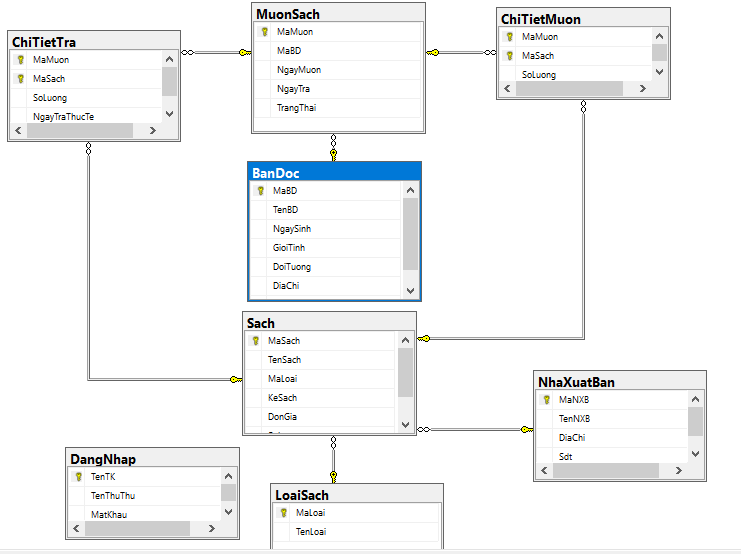 MuonSach
MaMuon
MaBD
NgayMuon
NgayTra
TrangThai
ChiTietMuon
MaMuon
MaSach
SoLuong
ChiTietTra
MaMuon
MaSach
SoLuong
NgayTraThucTe
BanDoc
MaBD
TenBD
NgaySinh
GioiTinh
DoiTuong
DiaChi
Sach
MaSach
TenSach
MaLoai
KeSach
DonGia
NhaXuatBan
MaNXB
TenNXB
DiaChi
Sdt
DangNhap
TenTK
TenThuThu
MatKhau
LoaiSach
MaLoai
TenLoai